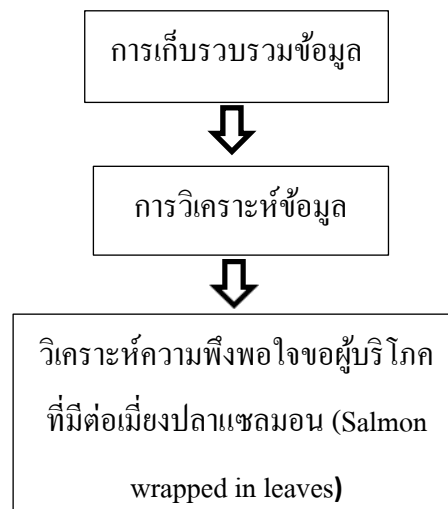 การเก็บรวบรวมข้อมูล
การวิเคราะห์ข้อมูล
วิเคราะห์ความพึงพอใจขอผู้บริโภค
ที่มีต่อเมี่ยงปลาแซลมอน (Salmon
wrapped in leaves)